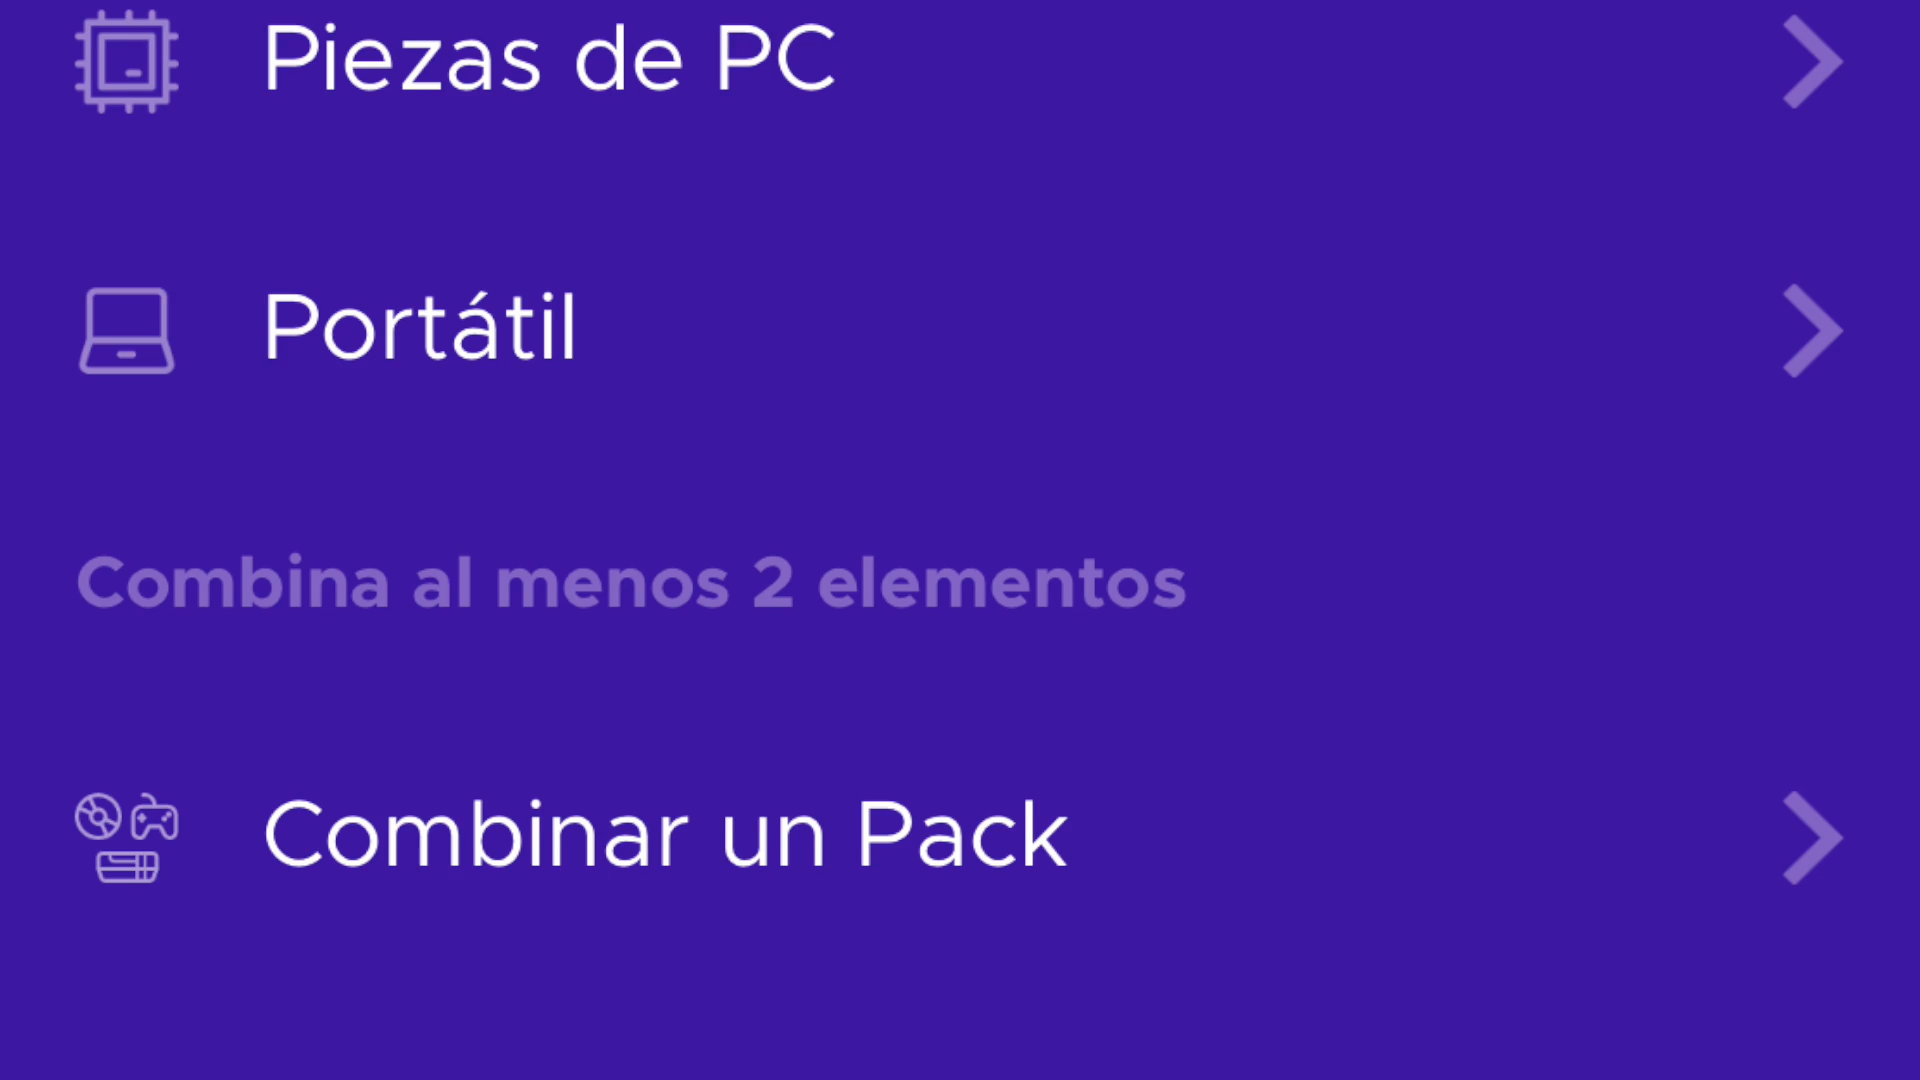 Piezas de PC
Portátil
Combina al menos 2 elementos
Combinar un Pack